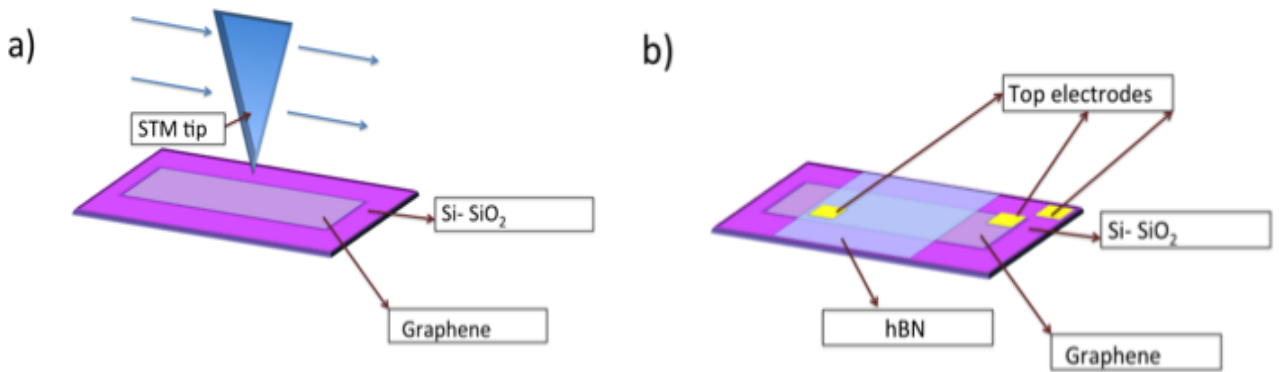 a)
STM tip
Si- SiO₂
Graphene
b)
Top electrodes
Si- SiO₂
hBN
Graphene